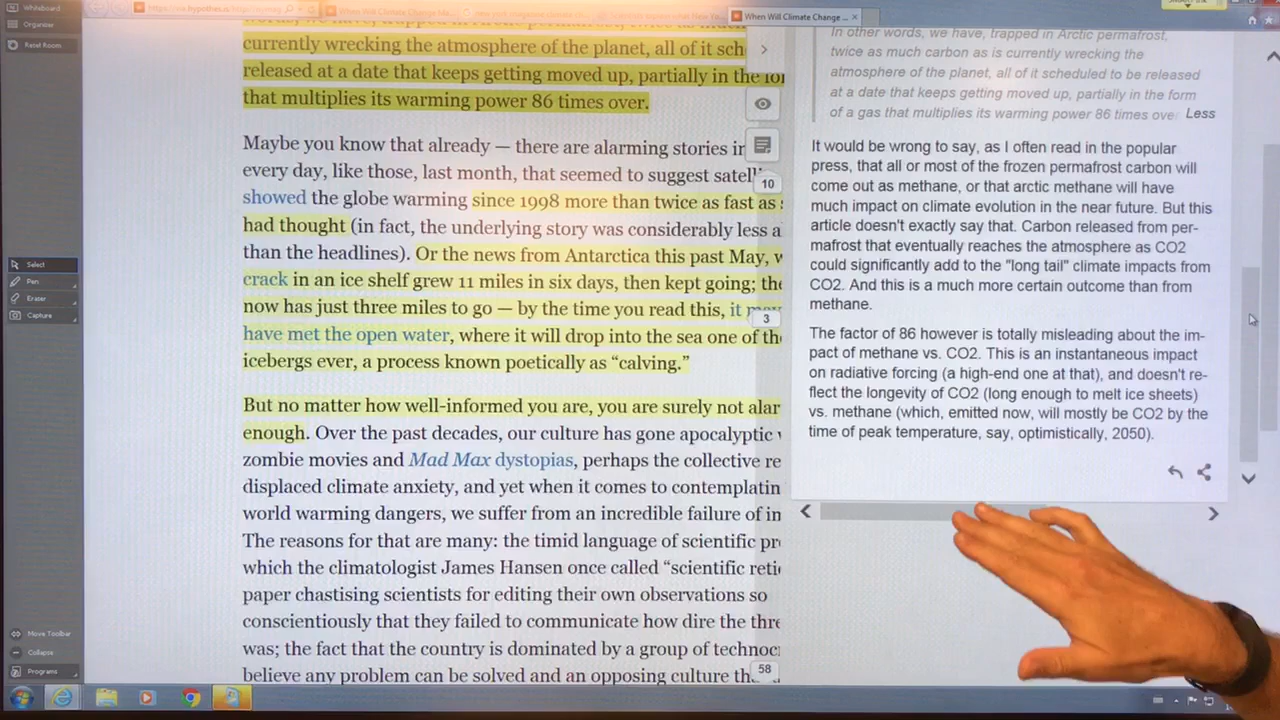 Whiteboard
Organizer
Reset Room
Select
Pen
Eraser
Capture
Move Toolbar
Collapse
Programs
When Will Climate Change ...
currently wrecking the atmosphere of the planet, all of it sch
released at a date that keeps getting moved up, partially in the
that multiplies its warming power 86 times over.
Maybe you know that already — there are alarming stories in
every day, like those, last month, that seemed to suggest
showed the globe warming since 1998 more than twice as fast as
had thought (in fact, the underlying story was considerably less a
than the headlines). Or the news from Antarctica this past May, w
crack in an ice shelf grew 11 miles in six days, then kept going; the
now has just three miles to go — by the time you read this, it
have met the open water, where it will drop into the sea one of the
icebergs ever, a process known poetically as “calving.”
But no matter how well-informed you are, you are surely not alar
enough. Over the past decades, our culture has gone apocalyptic
zombie movies and Mad Max dystopias, perhaps the collective re
displaced climate anxiety, and yet when it comes to contemplatin
world warming dangers, we suffer from an incredible failure of im
The reasons for that are many: the timid language of scientific pr
which the climatologist James Hansen once called “scientific reti
paper chastising scientists for editing their own observations so
conscientiously that they failed to communicate how dire the thre
was; the fact that the country is dominated by a group of technoc
believe any problem can be solved and an opposing culture
10
3
58
In other words, we have, trapped in Arctic permafrost,
twice as much carbon as is currently wrecking the
atmosphere of the planet, all of it scheduled to be released
at a date that keeps getting moved up, partially in the form
of a gas that multiplies its warming power 86 times over Less
It would be wrong to say, as I often read in the popular
press, that all or most of the frozen permafrost carbon will
come out as methane, or that arctic methane will have
much impact on climate evolution in the near future. But this
article doesn't exactly say that. Carbon released from per-
mafrost that eventually reaches the atmosphere as CO2
could significantly add to the "long tail" climate impacts from
CO2. And this is a much more certain outcome than from
methane.
The factor of 86 however is totally misleading about the im-
pact of methane vs. CO2. This is an instantaneous impact
on radiative forcing (a high-end one at that), and doesn't re-
flect the longevity of CO2 (long enough to melt ice sheets)
vs. methane (which, emitted now, will mostly be CO2 by the
time of peak temperature, say, optimistically, 2050).